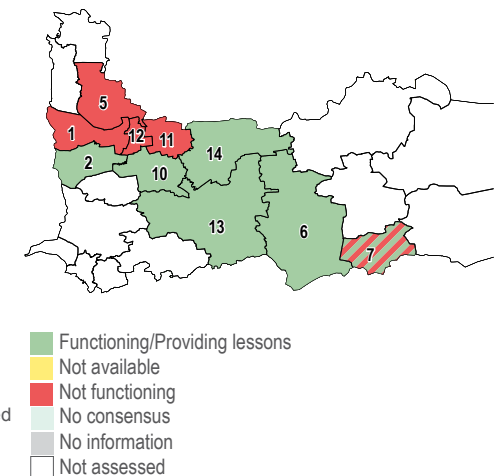 5
1
12
11
14
2
10
13
6
7
Functioning/Providing lessons
Not available
Not functioning
ed
No consensus
No information
Not assessed